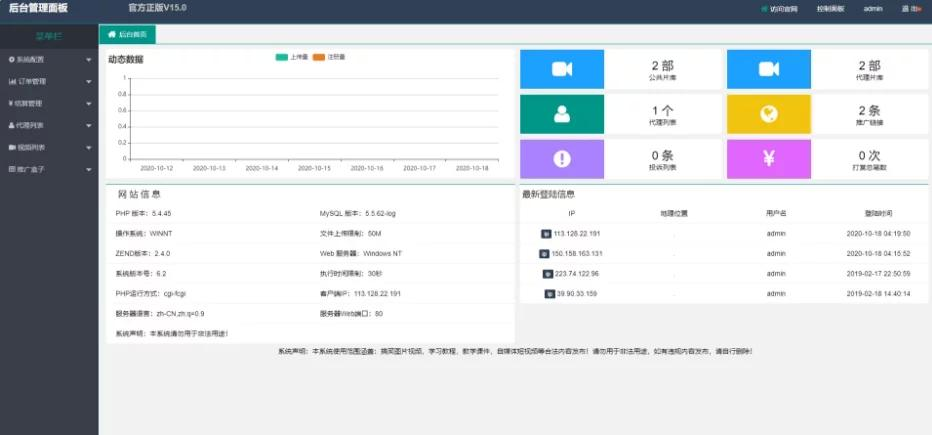 后台管理面板 官方正版V15.0 访问官网 控制面板 admin 退出
菜单栏
系统配置
订单管理
结算管理
代理列表
视频列表
推广盒子
后台首页
动态数据 上传量 注册量
1
0.8
0.6
0.4
0.2
0
2020-10-12 2020-10-13 2020-10-14 2020-10-15 2020-10-16 2020-10-17 2020-10-18
2 部
公共片库
2 部
代理片库
1 个
代理列表
2 条
推广链接
0 条
投诉列表
¥
0 次
打赏总笔数
网站信息
PHP 版本：5.4.45 MySQL 版本：5.5.62-log
操作系统：WINNT 文件上传限制：50M
ZEND版本：2.4.0 Web 服务器：Windows NT
系统版本号：6.2 执行时间限制：30秒
PHP运行方式：cgi-fcgi 客户端IP：113.128.22.191
服务器语言：zh-CN,zh;q=0.9 服务器Web端口：80
系统声明：本系统请勿用于非法用途！
最新登陆信息
IP 地理位置 用户名 登陆时间
113.128.22.191 . admin 2020-10-18 04:19:50
150.158.163.131 . admin 2020-10-18 04:15:52
223.74.122.96 . admin 2019-02-17 22:50:59
39.90.33.159 . admin 2019-02-18 14:40:14
系统声明：本系统使用范围涵盖：搞笑图片视频，学习教程，教学课件，自媒体短视频等合法内容发布！请勿用于非法用途，如有违规内容发布，请自行删除！